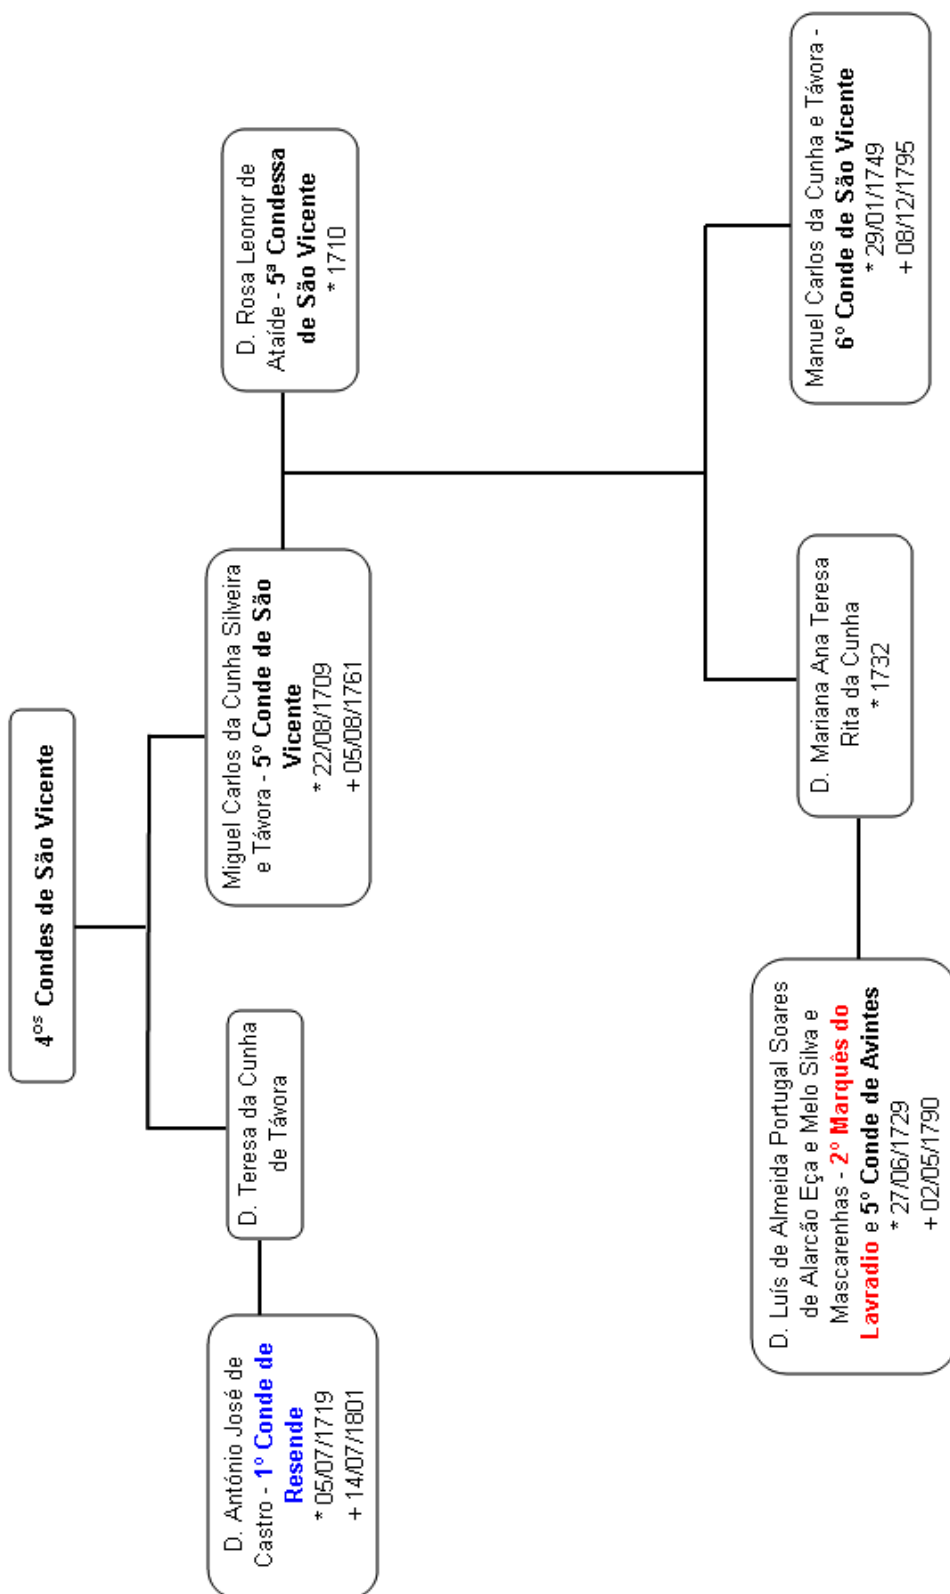 4ºs Condes de São Vicente
D. António José de
Castro - 1º Conde de
Resende
* 05/07/1719
+ 14/07/1801
D. Teresa da Cunha
de Távora
Miguel Carlos da Cunha Silveira
e Távora - 5º Conde de São
Vicente
* 22/08/1709
+ 05/08/1761
D. Rosa Leonor de
Ataíde - 5ª Condessa
de São Vicente
* 1710
D. Luís de Almeida Portugal Soares
de Alarcão Eça e Melo Silva e
Mascarenhas - 2º Marquês do
Lavradio e 5º Conde de Avintes
* 27/06/1729
+ 02/05/1790
D. Mariana Ana Teresa
Rita da Cunha
* 1732
Manuel Carlos da Cunha e Távora -
6º Conde de São Vicente
* 29/01/1749
+ 08/12/1795